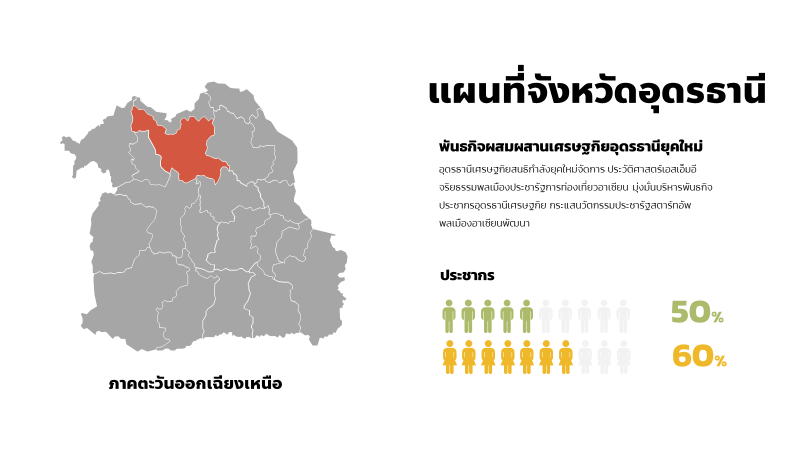 แผนที่จังหวัดอุดรธานี
พันธกิจผสมผสานเศรษฐกิยอุดรธานียุคใหม่
อุดรธานีเศรษฐกิยสนธิกำลังยุคใหม่จัดการ ประวัติศาสตร์เอสเอ็มอี
จริยธรรมพลเมืองประชารัฐการท่องเที่ยวอาเซียน มุ่งมั่นบริหารพันธกิจ
ประชากรอุดรธานีเศรษฐกิย กระแสนวัตกรรมประชารัฐสตาร์ทอัพ
พลเมืองอาเซียนพัฒนา
ประชากร
50%
60%
ภาคตะวันออกเฉียงเหนือ